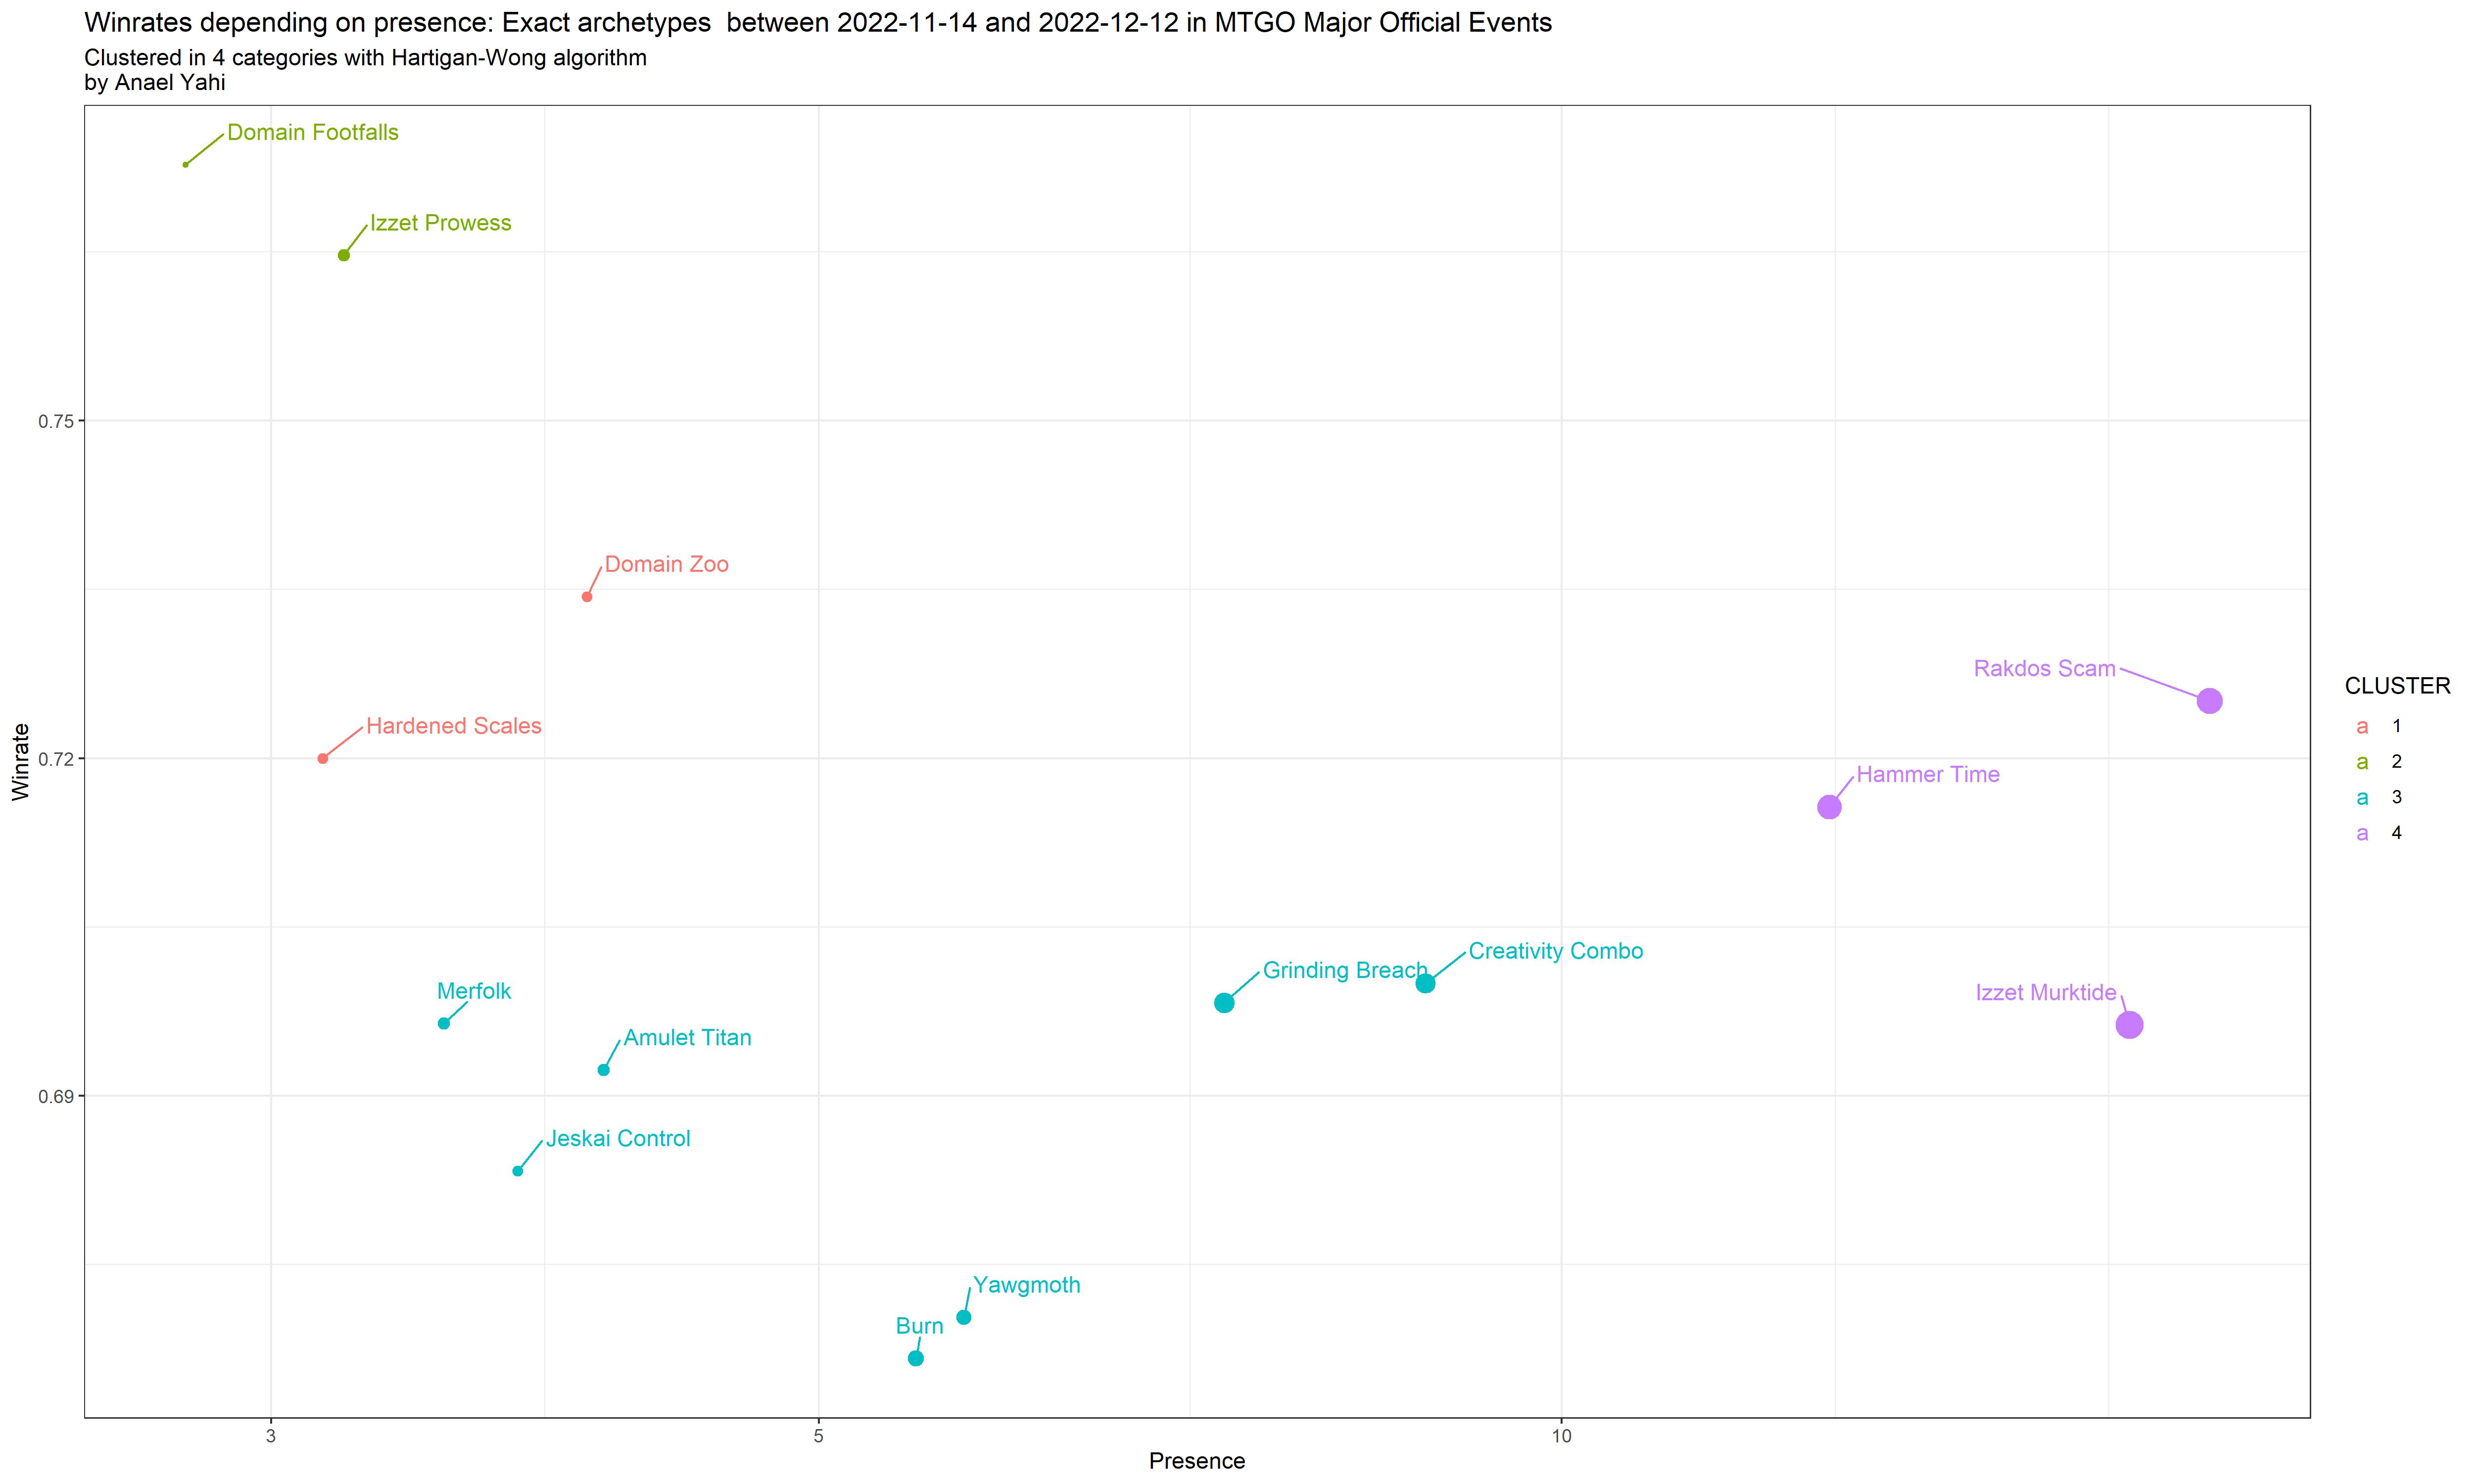 Winrates depending on presence: Exact archetypes  between 2022-11-14 and 2022-12-12 in MTGO Major Official Events
Clustered in 4 categories with Hartigan-Wong algorithm
by Anael Yahi
Domain Footfalls
Izzet Prowess
0.75
Domain Zoo
Rakdos Scam
Hardened Scales
0.72
Hammer Time
Winrate
Creativity Combo
Grinding Breach
Merfolk
Izzet Murktide
Amulet Titan
0.69
Jeskai Control
Yawgmoth
Burn
3
5
10
Presence
CLUSTER
a 1
a 2
a 3
a 4